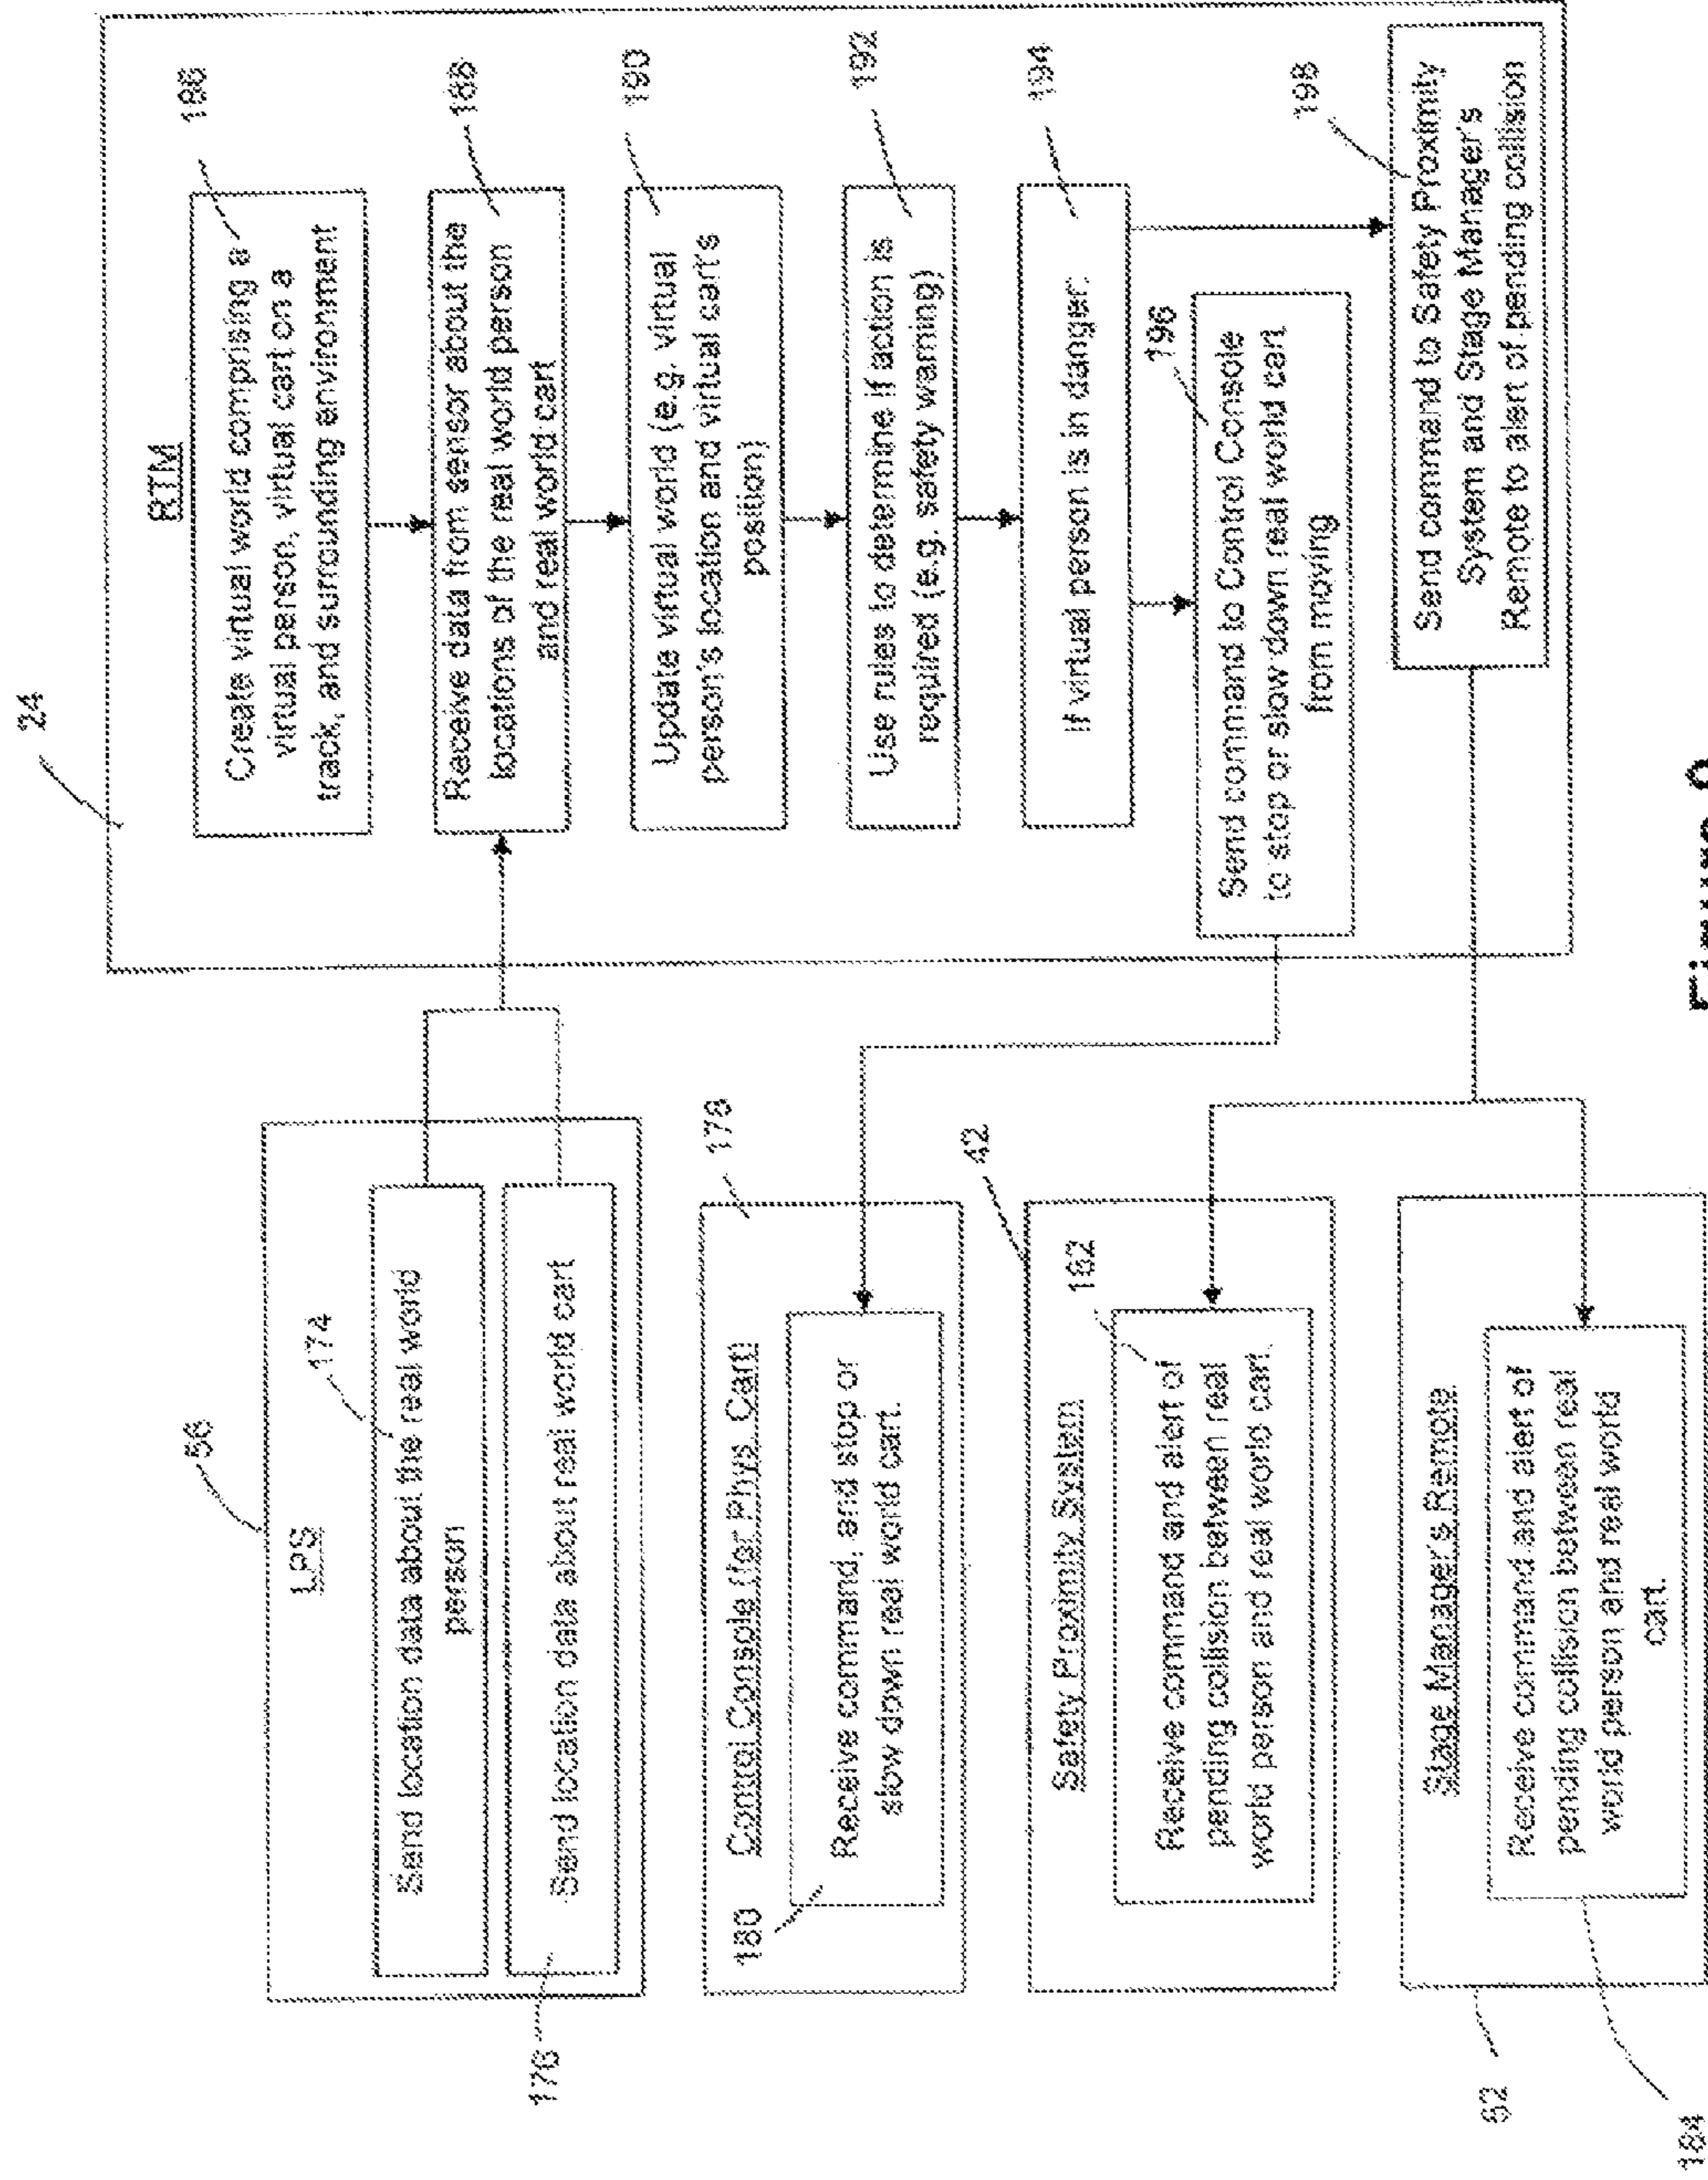 24
RTM
186
Create virtual world comprising a
virtual person, virtual cart on a
track, and surrounding environment
188
Receive data from sensor about the
locations of the real world person
and real world cart
190
Update virtual world (e.g. virtual
person's location and virtual cart's
position)
192
Use rules to determine if action is
required (e.g. safety warning)
194
If virtual person is in danger:
196
Send command to Control Console
to stop or slow down real world cart
from moving
198
Send command to Safety Proximity
System and Stage Manager's
Remote to alert of pending collision
56
LPS
174
Send location data about the real world
person
176
Send location data about real world cart
178
Control Console (for Phys. Cart)
180
Receive command, and stop or
slow down real world cart.
42
Safety Proximity System
182
Receive command and alert of
pending collision between real
world person and real world cart.
62
Stage Manager's Remote
184
Receive command and alert of
pending collision between real
world person and real world
cart.